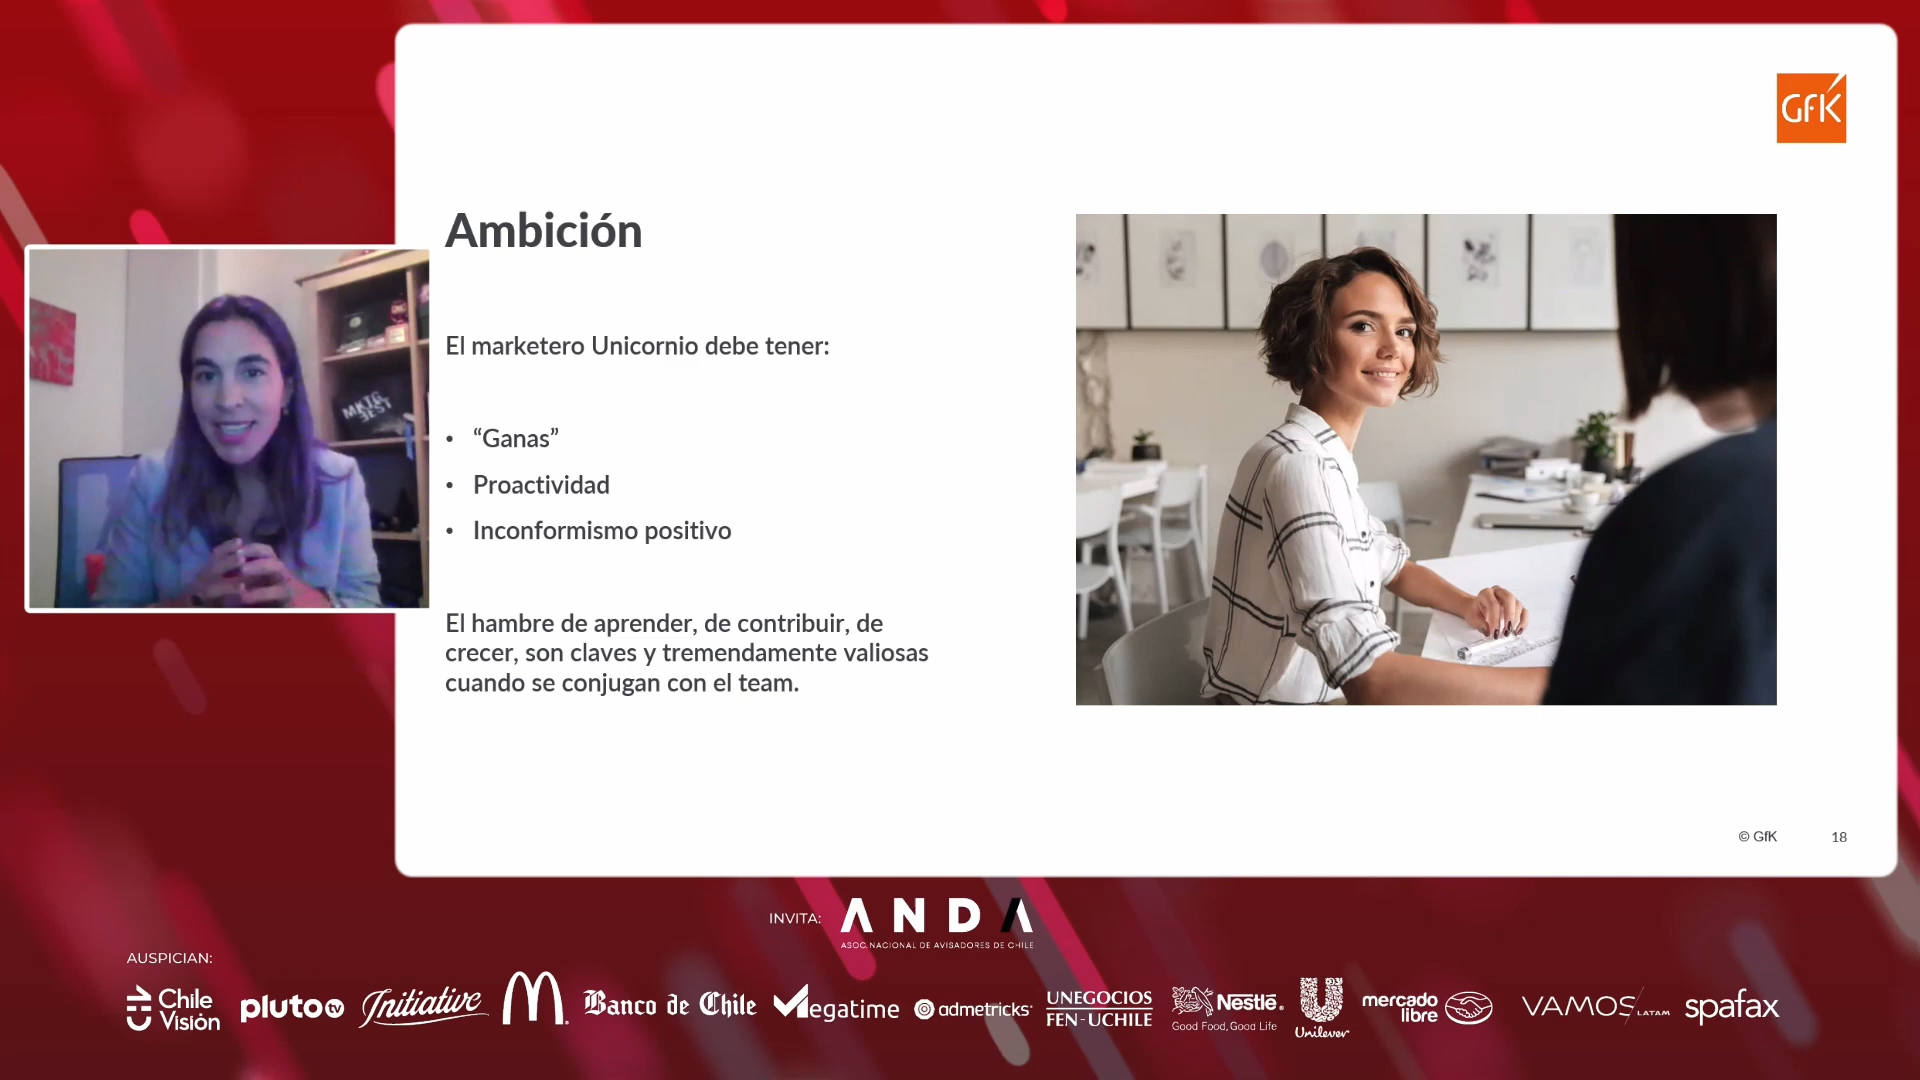 GfK
Ambición
El marketero Unicornio debe tener:
• “Ganas”
• Proactividad
• Inconformismo positivo
El hambre de aprender, de contribuir, de
crecer, son claves y tremendamente valiosas
cuando se conjugan con el team.
MKTG
BEST
© GfK 18
INVITA: ANDA
ASOC. NACIONAL DE AVISADORES DE CHILE
AUSPICIAN:
CHV Chile
Visión
pluto tv
Initiative
M
Banco de Chile
Megatime
admetricks
UNEGOCIOS
FEN-UCHILE
Nestlé
Good Food, Good Life
Unilever
mercado
libre
VAMOS/LATAM
spafax